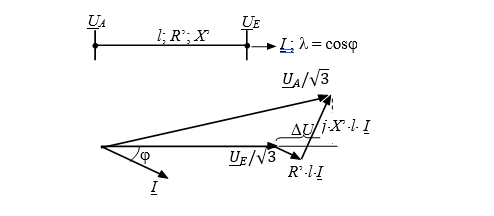 U_A U_E
l; R’; X’ I; λ = cosφ
U_A/√3
ΔU j·X’·l·I
φ U_E/√3
R’·l·I
I